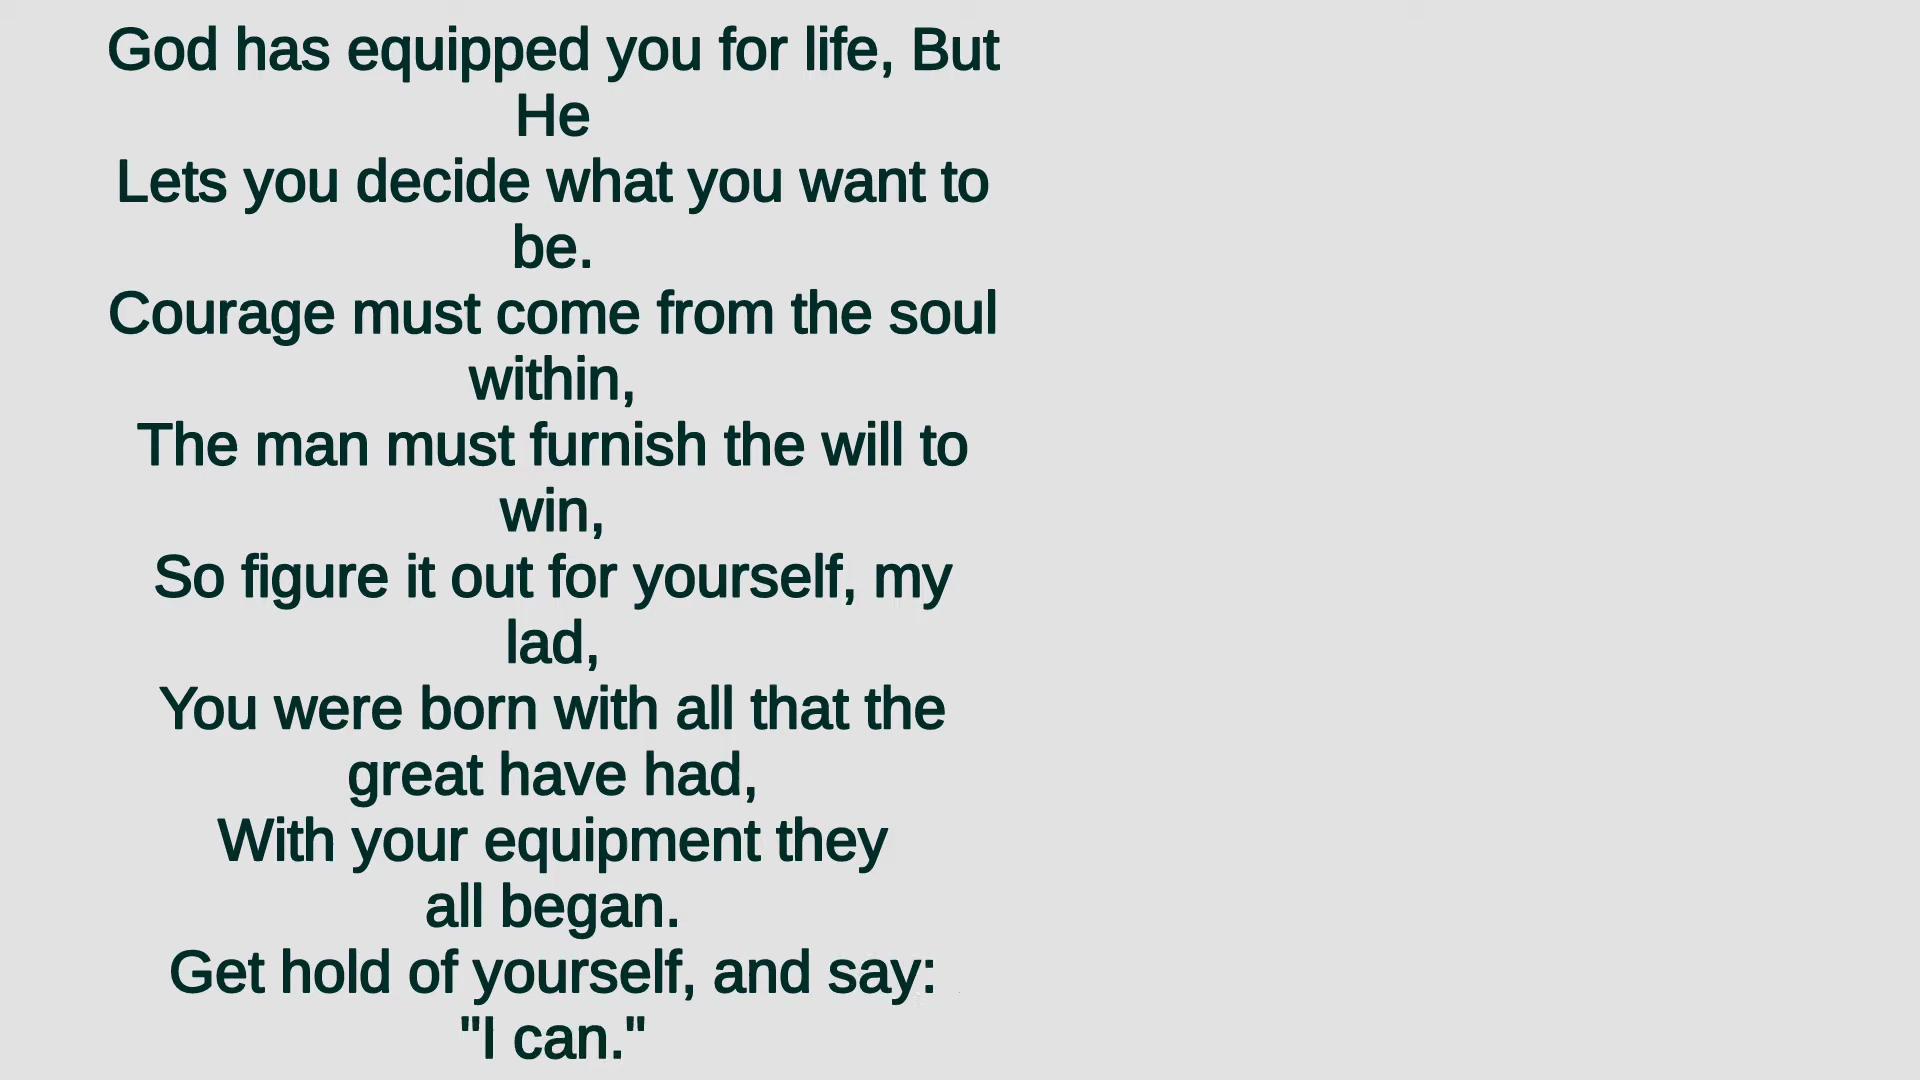 God has equipped you for life, But
He
Lets you decide what you want to
be.
Courage must come from the soul
within,
The man must furnish the will to
win,
So figure it out for yourself, my
lad,
You were born with all that the
great have had,
With your equipment they
all began.
Get hold of yourself, and say:
"I can."